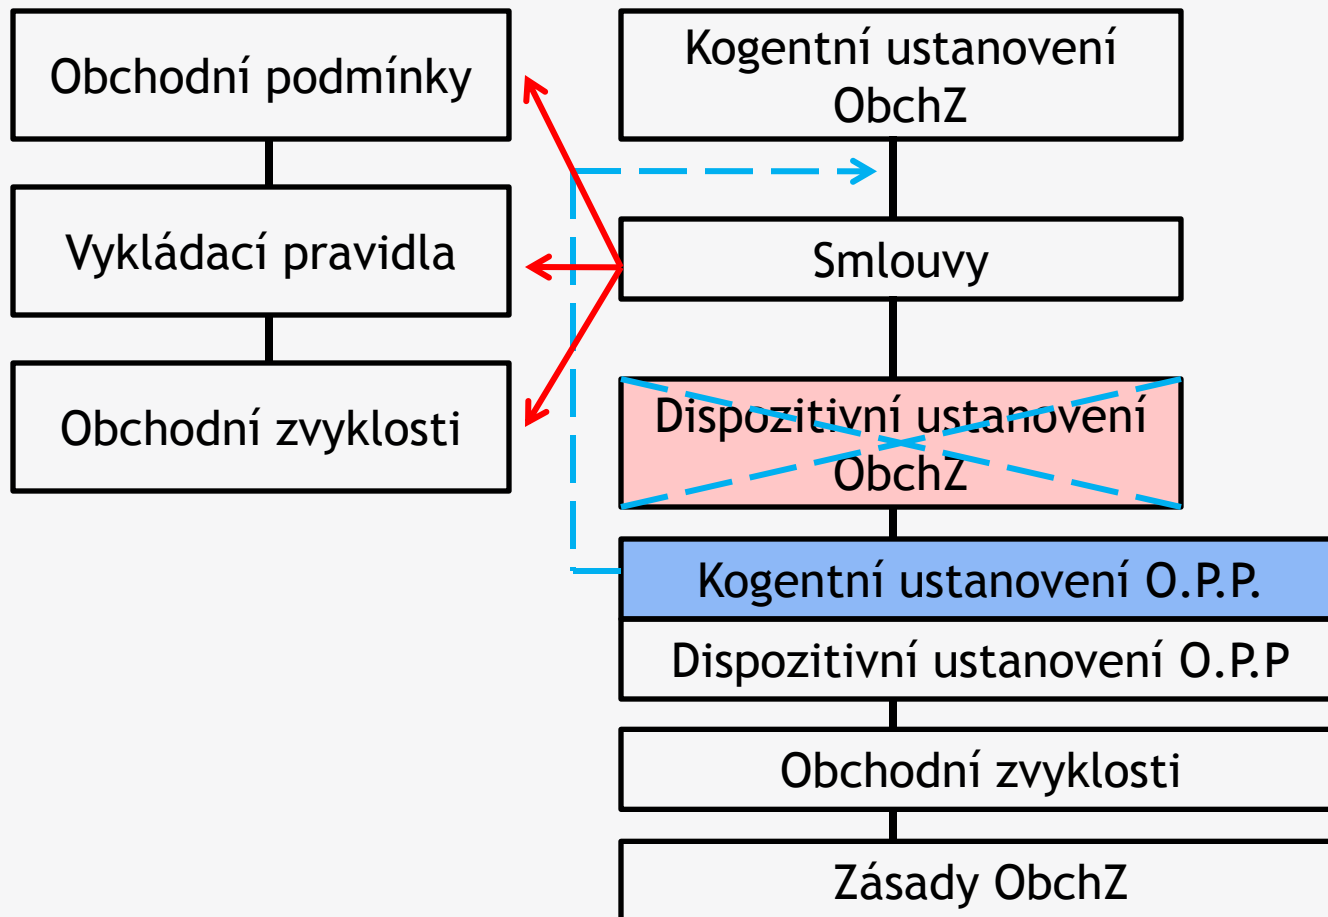 Obchodní podmínky
Vykládací pravidla
Obchodní zvyklosti
Kogentní ustanovení
ObchZ
Smlouvy
Dispozitivní ustanovení
ObchZ
Kogentní ustanovení O.P.P.
Dispozitivní ustanovení O.P.P
Obchodní zvyklosti
Zásady ObchZ